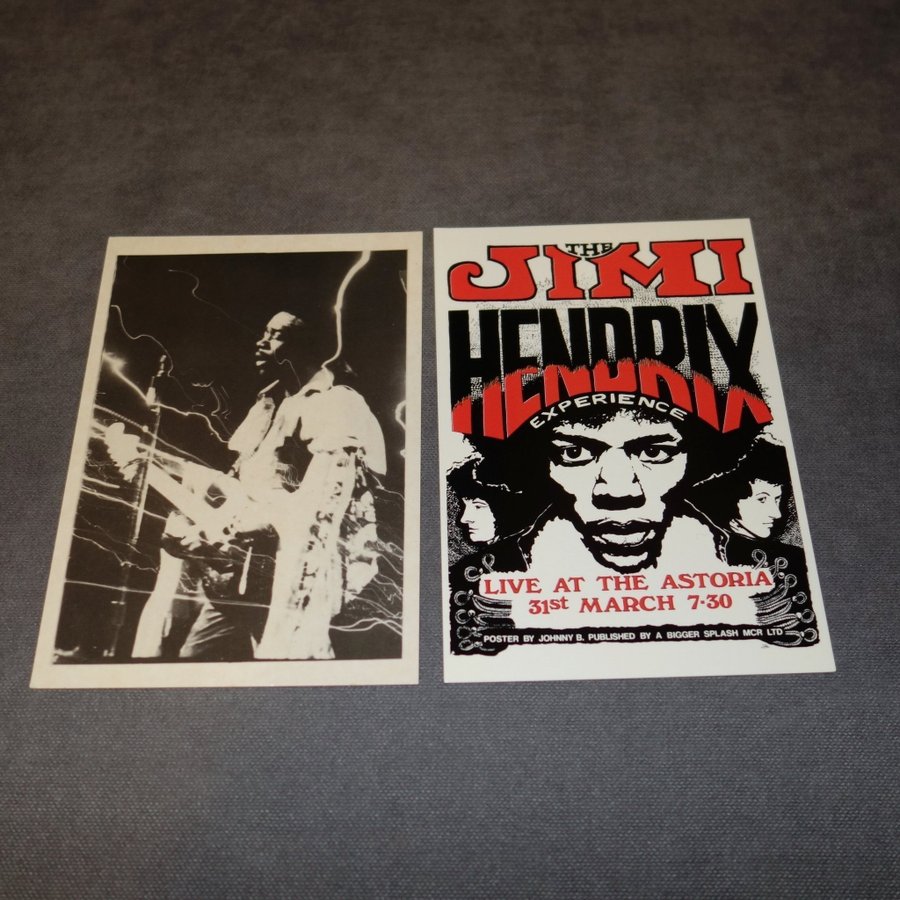 THE
JIMI
HENDRIX
HENDRIX
EXPERIENCE
LIVE AT THE ASTORIA
31st MARCH 7·30
POSTER BY JOHNNY B. PUBLISHED BY A BIGGER SPLASH MCR LTD